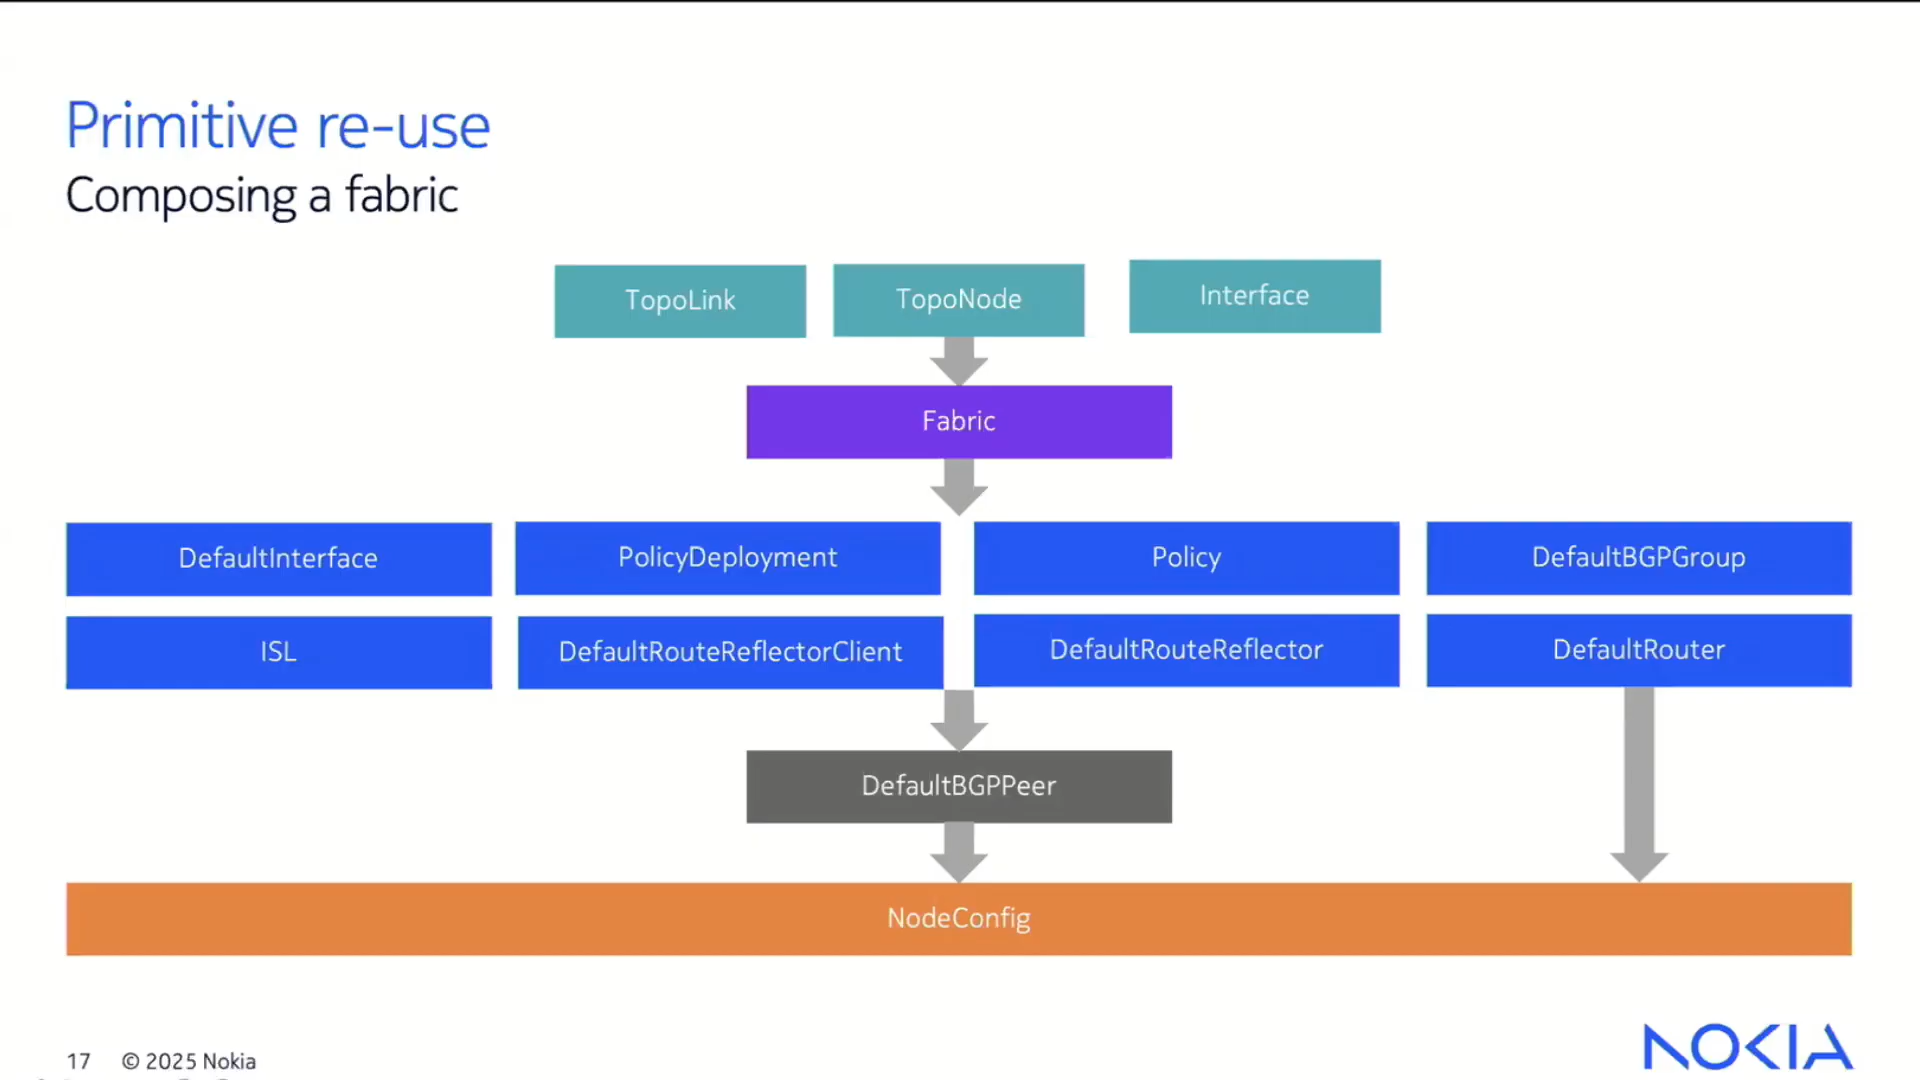 Primitive re-use
Composing a fabric
TopoLink
TopoNode
Interface
Fabric
DefaultInterface
PolicyDeployment
Policy
DefaultBGPGroup
ISL
DefaultRouteReflectorClient
DefaultRouteReflector
DefaultRouter
DefaultBGPPeer
NodeConfig
17 © 2025 Nokia
NOKIA